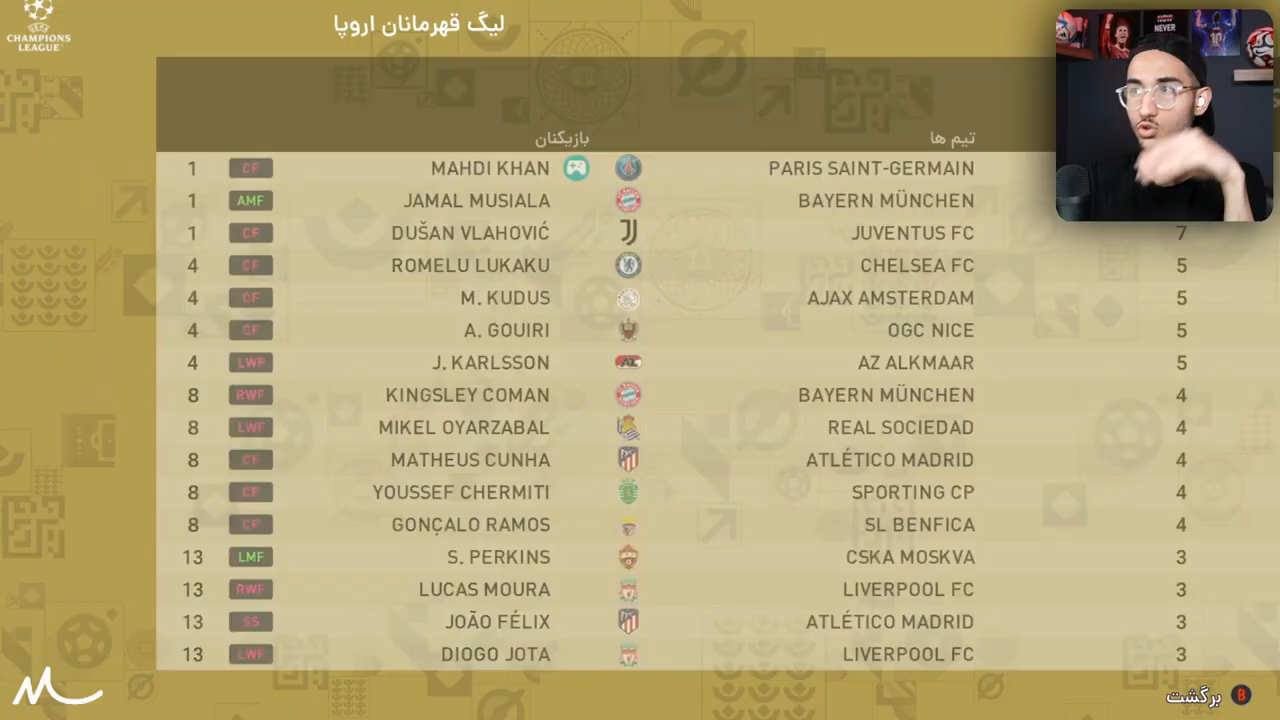 UEFA
CHAMPIONS
LEAGUE
لیگ قهرمانان اروپا
NOW
NEVER
10
بازیکنان تیم ها
1 CF MAHDI KHAN PARIS SAINT-GERMAIN
1 AMF JAMAL MUSIALA BAYERN MÜNCHEN
1 CF DUŠAN VLAHOVIĆ JUVENTUS FC 7
4 CF ROMELU LUKAKU CHELSEA FC 5
4 CF M. KUDUS AJAX AMSTERDAM 5
4 CF A. GOUIRI OGC NICE 5
4 LWF J. KARLSSON AZ ALKMAAR 5
8 RWF KINGSLEY COMAN BAYERN MÜNCHEN 4
8 LWF MIKEL OYARZABAL REAL SOCIEDAD 4
8 CF MATHEUS CUNHA ATLÉTICO MADRID 4
8 CF YOUSSEF CHERMITI SPORTING CP 4
8 CF GONÇALO RAMOS SL BENFICA 4
13 LMF S. PERKINS CSKA MOSKVA 3
13 RWF LUCAS MOURA LIVERPOOL FC 3
13 SS JOÃO FÉLIX ATLÉTICO MADRID 3
13 LWF DIOGO JOTA LIVERPOOL FC 3
برگشت B